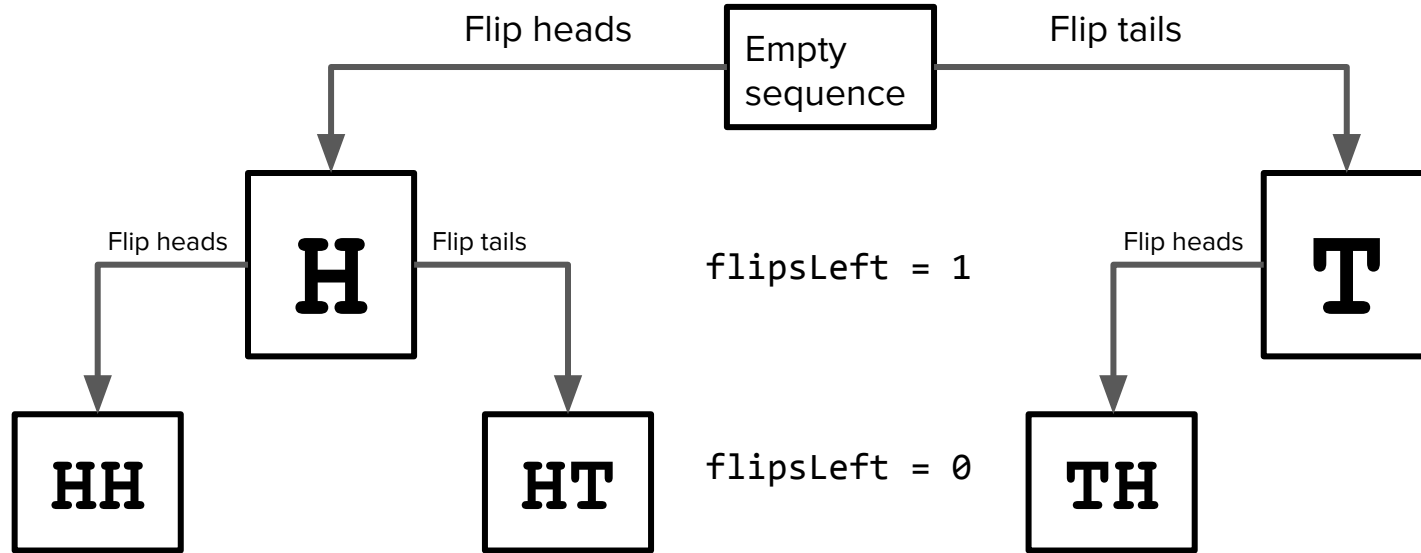 Flip heads
Empty
sequence
Flip tails
H
T
Flip heads
Flip tails
flipsLeft = 1
Flip heads
HH
HT
flipsLeft = 0
TH